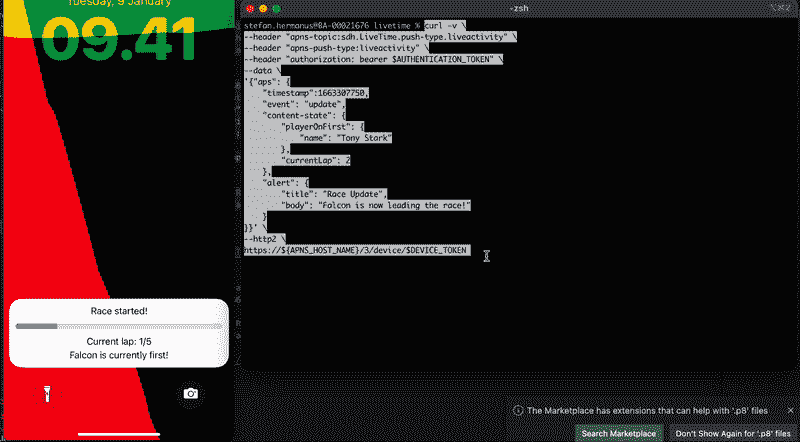 Tuesday, 9 January
09.41
Race started!
Current lap: 1/5
Falcon is currently first!
-zsh
⌥⌘2
stefan.hermanus@BA-00021676 livetime % curl -v \
--header "apns-topic:sdh.LiveTime.push-type.liveactivity" \
--header "apns-push-type:liveactivity" \
--header "authorization: bearer $AUTHENTICATION_TOKEN" \
--data \
'{"aps": {
"timestamp":1663307750,
"event": "update",
"content-state": {
"playerOnFirst": {
"name": "Tony Stark"
},
"currentLap": 2
},
"alert": {
"title": "Race Update",
"body": "Falcon is now leading the race!"
}
}}' \
--http2 \
https://${APNS_HOST_NAME}/3/device/$DEVICE_TOKEN
The Marketplace has extensions that can help with '.p8' files
Search Marketplace
Don't Show Again for '.p8' files